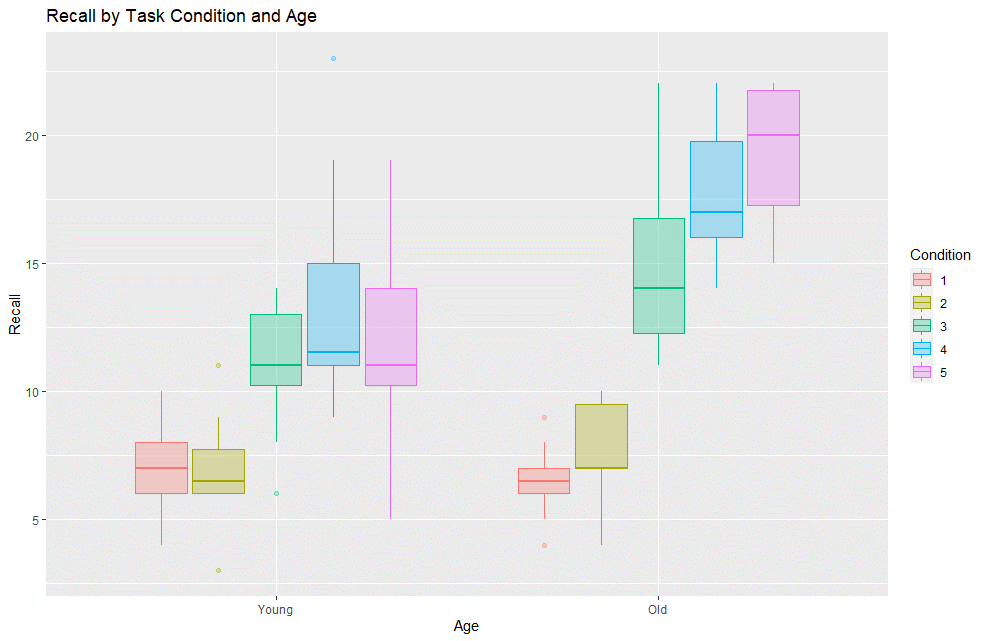 Recall by Task Condition and Age
Recall
20
15
10
5
Young
Old
Age
Condition
1
2
3
4
5